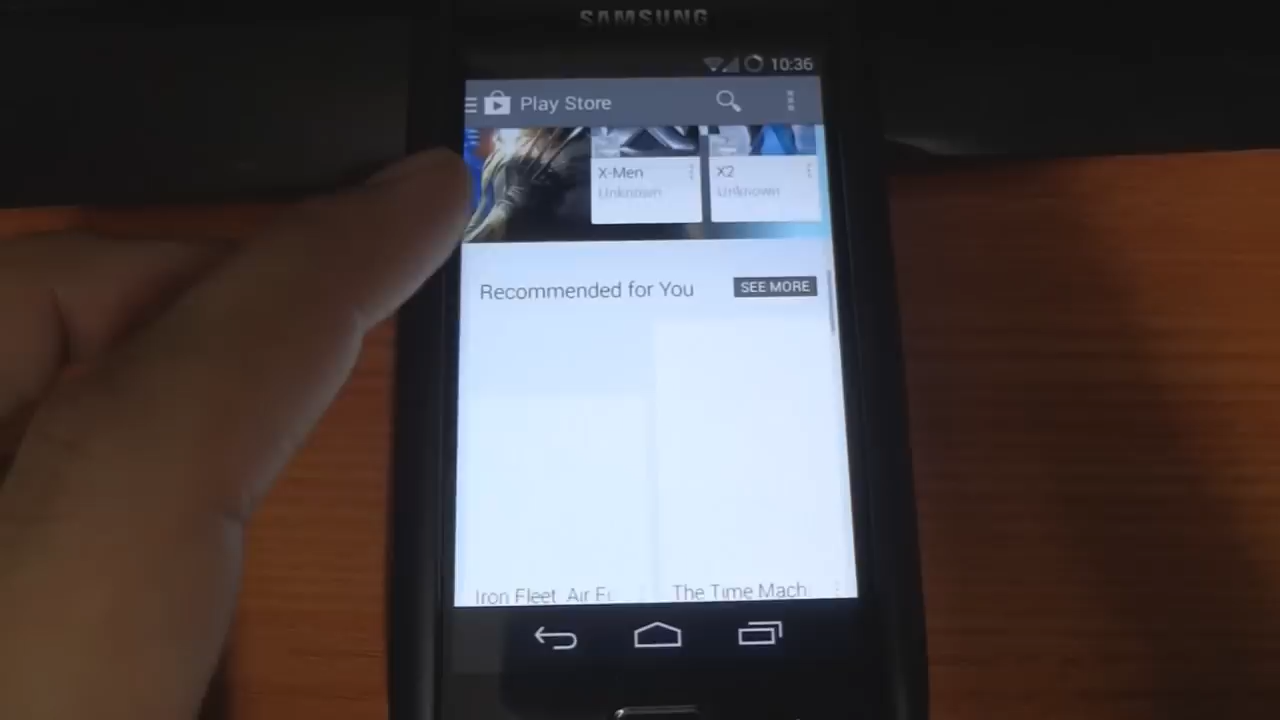 SAMSUNG
10:36
Play Store
X-Men
X2
Unknown
Unknown
Recommended for You
SEE MORE
Iron Fleet Air
The Time Mach